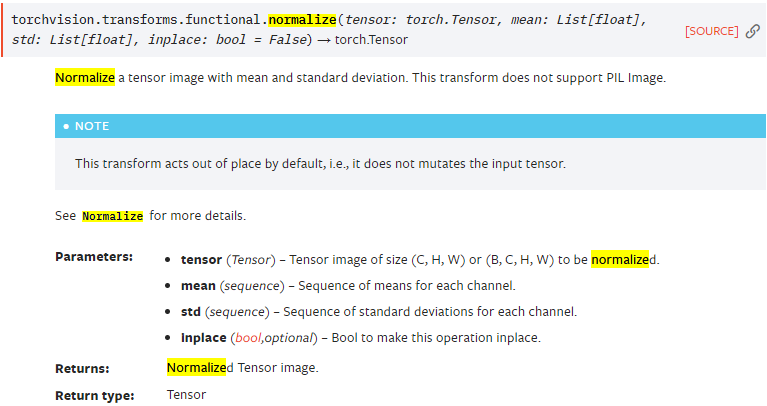 torchvision.transforms.functional.normalize(tensor: torch.Tensor, mean: List[float],
std: List[float], inplace: bool = False) → torch.Tensor
[SOURCE]
Normalize a tensor image with mean and standard deviation. This transform does not support PIL Image.
• NOTE
This transform acts out of place by default, i.e., it does not mutates the input tensor.
See Normalize for more details.
Parameters:
• tensor (Tensor) – Tensor image of size (C, H, W) or (B, C, H, W) to be normalized.
• mean (sequence) – Sequence of means for each channel.
• std (sequence) – Sequence of standard deviations for each channel.
• inplace (bool,optional) – Bool to make this operation inplace.
Returns: Normalized Tensor image.
Return type: Tensor